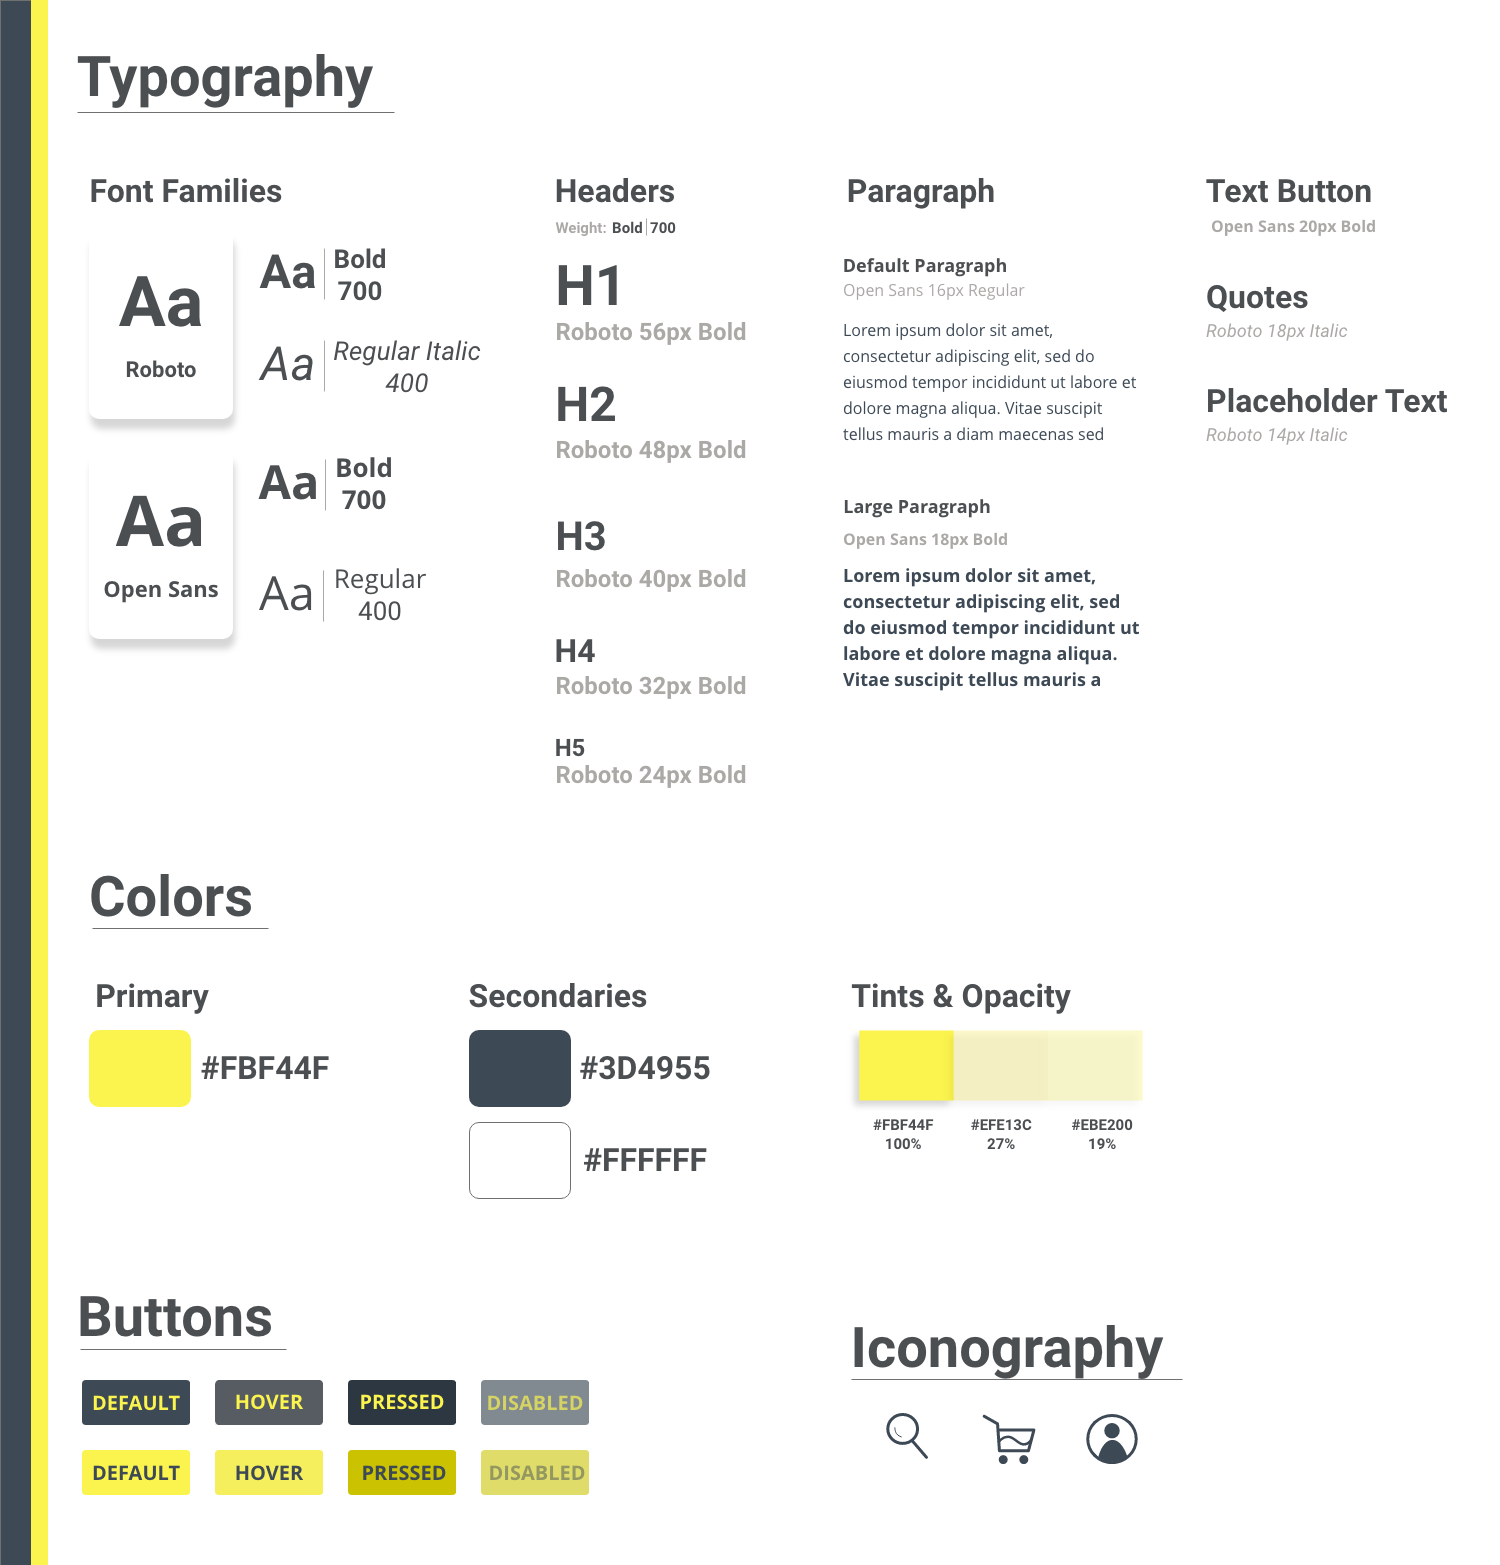 Typography
Font Families
Aa
Roboto
Aa
Bold
700
Aa
Regular Italic
400
Aa
Open Sans
Aa
Bold
700
Aa
Regular
400
Headers
Weight: Bold 700
H1
Roboto 56px Bold
H2
Roboto 48px Bold
H3
Roboto 40px Bold
H4
Roboto 32px Bold
H5
Roboto 24px Bold
Paragraph
Default Paragraph
Open Sans 16px Regular
Lorem ipsum dolor sit amet,
consectetur adipiscing elit, sed do
eiusmod tempor incididunt ut labore et
dolore magna aliqua. Vitae suscipit
tellus mauris a diam maecenas sed
Large Paragraph
Open Sans 18px Bold
Lorem ipsum dolor sit amet,
consectetur adipiscing elit, sed
do eiusmod tempor incididunt ut
labore et dolore magna aliqua.
Vitae suscipit tellus mauris a
Text Button
Open Sans 20px Bold
Quotes
Roboto 18px Italic
Placeholder Text
Roboto 14px Italic
Colors
Primary
#FBF44F
Secondaries
#3D4955
#FFFFFF
Tints & Opacity
#FBF44F
100%
#EFE13C
27%
#EBE200
19%
Buttons
DEFAULT
HOVER
PRESSED
DISABLED
DEFAULT
HOVER
PRESSED
DISABLED
Iconography